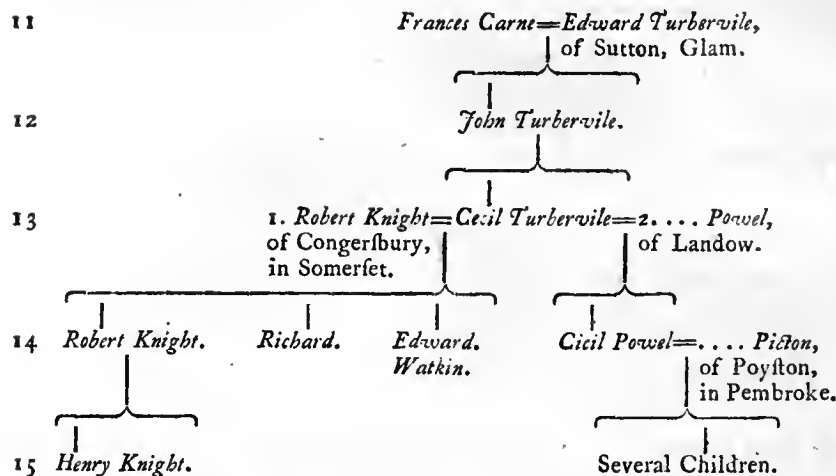 11 Frances Carne=Edward Turbervile,
of Sutton, Glam.
12 John Turbervile.
13 1. Robert Knight=Cecil Turbervile=2. . . . Powel,
of Congerſbury, of Landow.
in Somerſet.
14 Robert Knight. Richard. Edward. Cicil Powel=. . . . Picton,
Watkin. of Poyſton,
in Pembroke.
15 Henry Knight. Several Children.